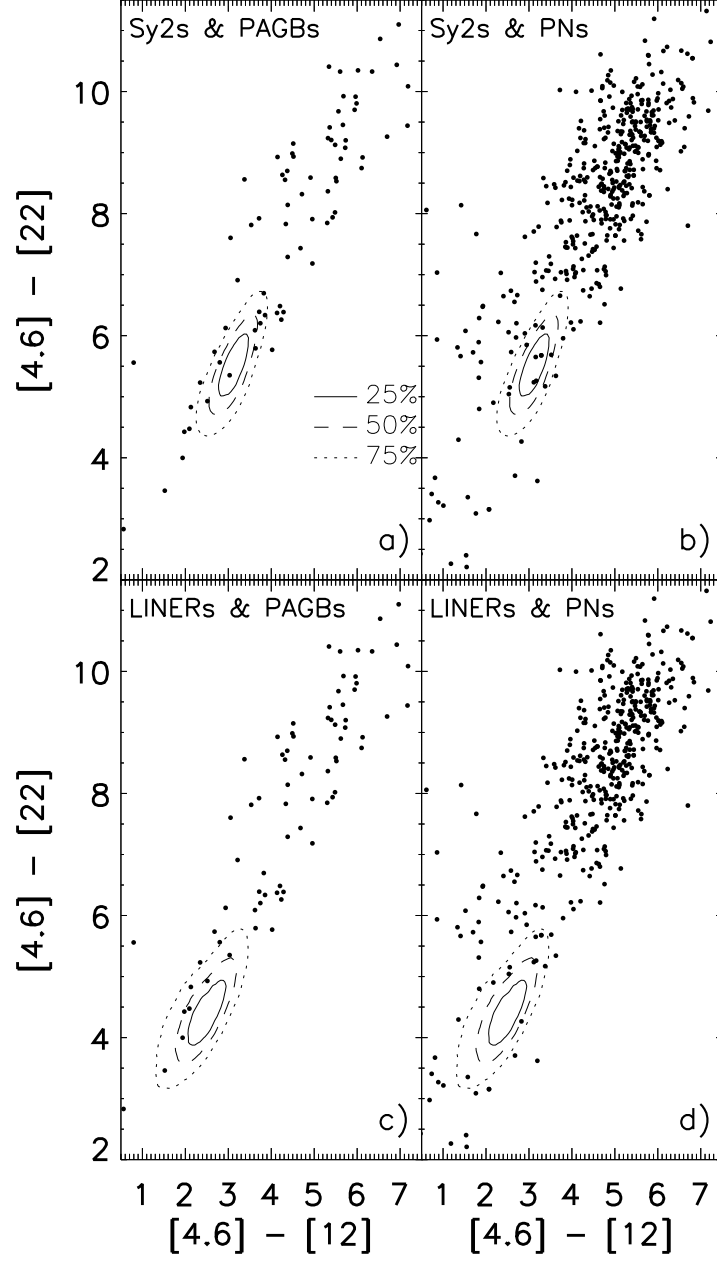 Sy2s & PAGBs
Sy2s & PNs
10
8
6
4
2
[4.6] − [22]
25%
50%
75%
a)
b)
LINERs & PAGBs
LINERs & PNs
10
8
6
4
2
[4.6] − [22]
c)
d)
1 2 3 4 5 6 7
1 2 3 4 5 6 7
[4.6] − [12]
[4.6] − [12]